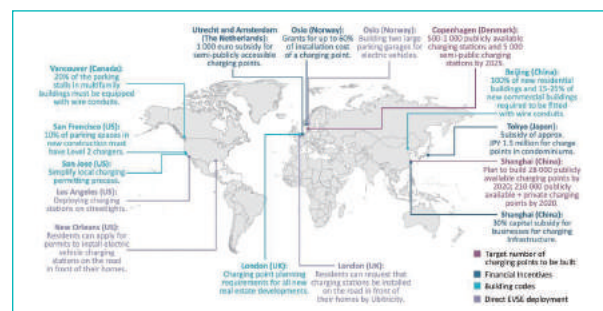 Utrecht and Amsterdam
(The Netherlands):
1 000 euro subsidy for
semi-publicly accessible
charging points.
Oslo (Norway):
Grants for up to 60%
of installation cost
of a charging point.
Oslo (Norway):
Building two large
parking garages for
electric vehicles.
Copenhagen (Denmark):
500-1 000 publicly available
charging stations and 5 000
semi-public charging
stations by 2025.
Vancouver (Canada):
20% of the parking
stalls in multifamily
buildings must be equipped
with wire conduits.
Beijing (China):
100% of new residential
buildings and 15-25% of
new commercial buildings
required to be fitted
with wire conduits.
San Francisco (US):
10% of parking spaces in
new construction must
have Level 2 chargers.
Tokyo (Japan):
Subsidy of approx.
JPY 1.5 million for charge
points in condominiums.
San Jose (US):
Simplify local charging
permitting process.
Shanghai (China):
Plan to build 28 000 publicly
available charging points by
2020; 210 000 publicly
available + private charging
points by 2020.
Los Angeles (US):
Deploying charging
stations on streetlights.
Shanghai (China):
30% capital subsidy for
businesses for charging
infrastructure.
New Orleans (US):
Residents can apply for
permits to install electric
vehicle charging
stations on the road
in front of their homes.
London (UK):
Charging point planning
requirements for all new
real estate developments.
London (UK):
Residents can request that
charging stations be installed
on the road in front of
their homes by Ubitricity.
Target number of
charging points to be built
Financial Incentives
Building codes
Direct EVSE deployment